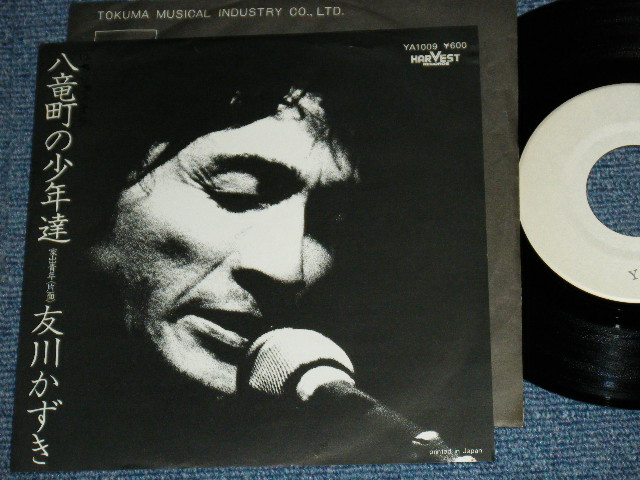 TOKUMA MUSICAL INDUSTRY CO., LTD.
YA1009 ¥600
HARVEST
RECORDS
八竜町の少年達
友川かずき
printed in Japan
Y